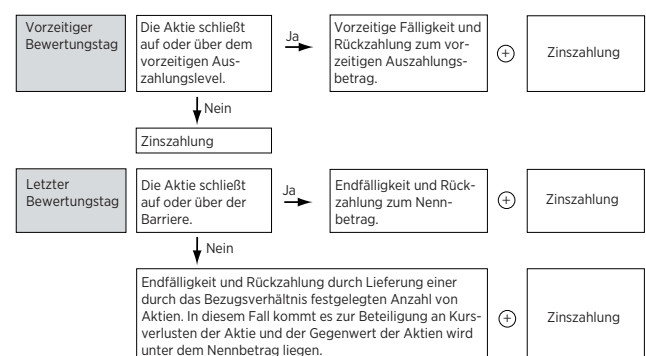 Vorzeitiger
Bewertungstag
Die Aktie schließt
auf oder über dem
vorzeitigen Aus-
zahlungslevel.
Ja
Vorzeitige Fälligkeit und
Rückzahlung zum vor-
zeitigen Auszahlungs-
betrag.
+
Zinszahlung
Nein
Zinszahlung
Letzter
Bewertungstag
Die Aktie schließt
auf oder über der
Barriere.
Ja
Endfälligkeit und Rück-
zahlung zum Nenn-
betrag.
+
Zinszahlung
Nein
Endfälligkeit und Rückzahlung durch Lieferung einer
durch das Bezugsverhältnis festgelegten Anzahl von
Aktien. In diesem Fall kommt es zur Beteiligung an Kurs-
verlusten der Aktie und der Gegenwert der Aktien wird
unter dem Nennbetrag liegen.
+
Zinszahlung